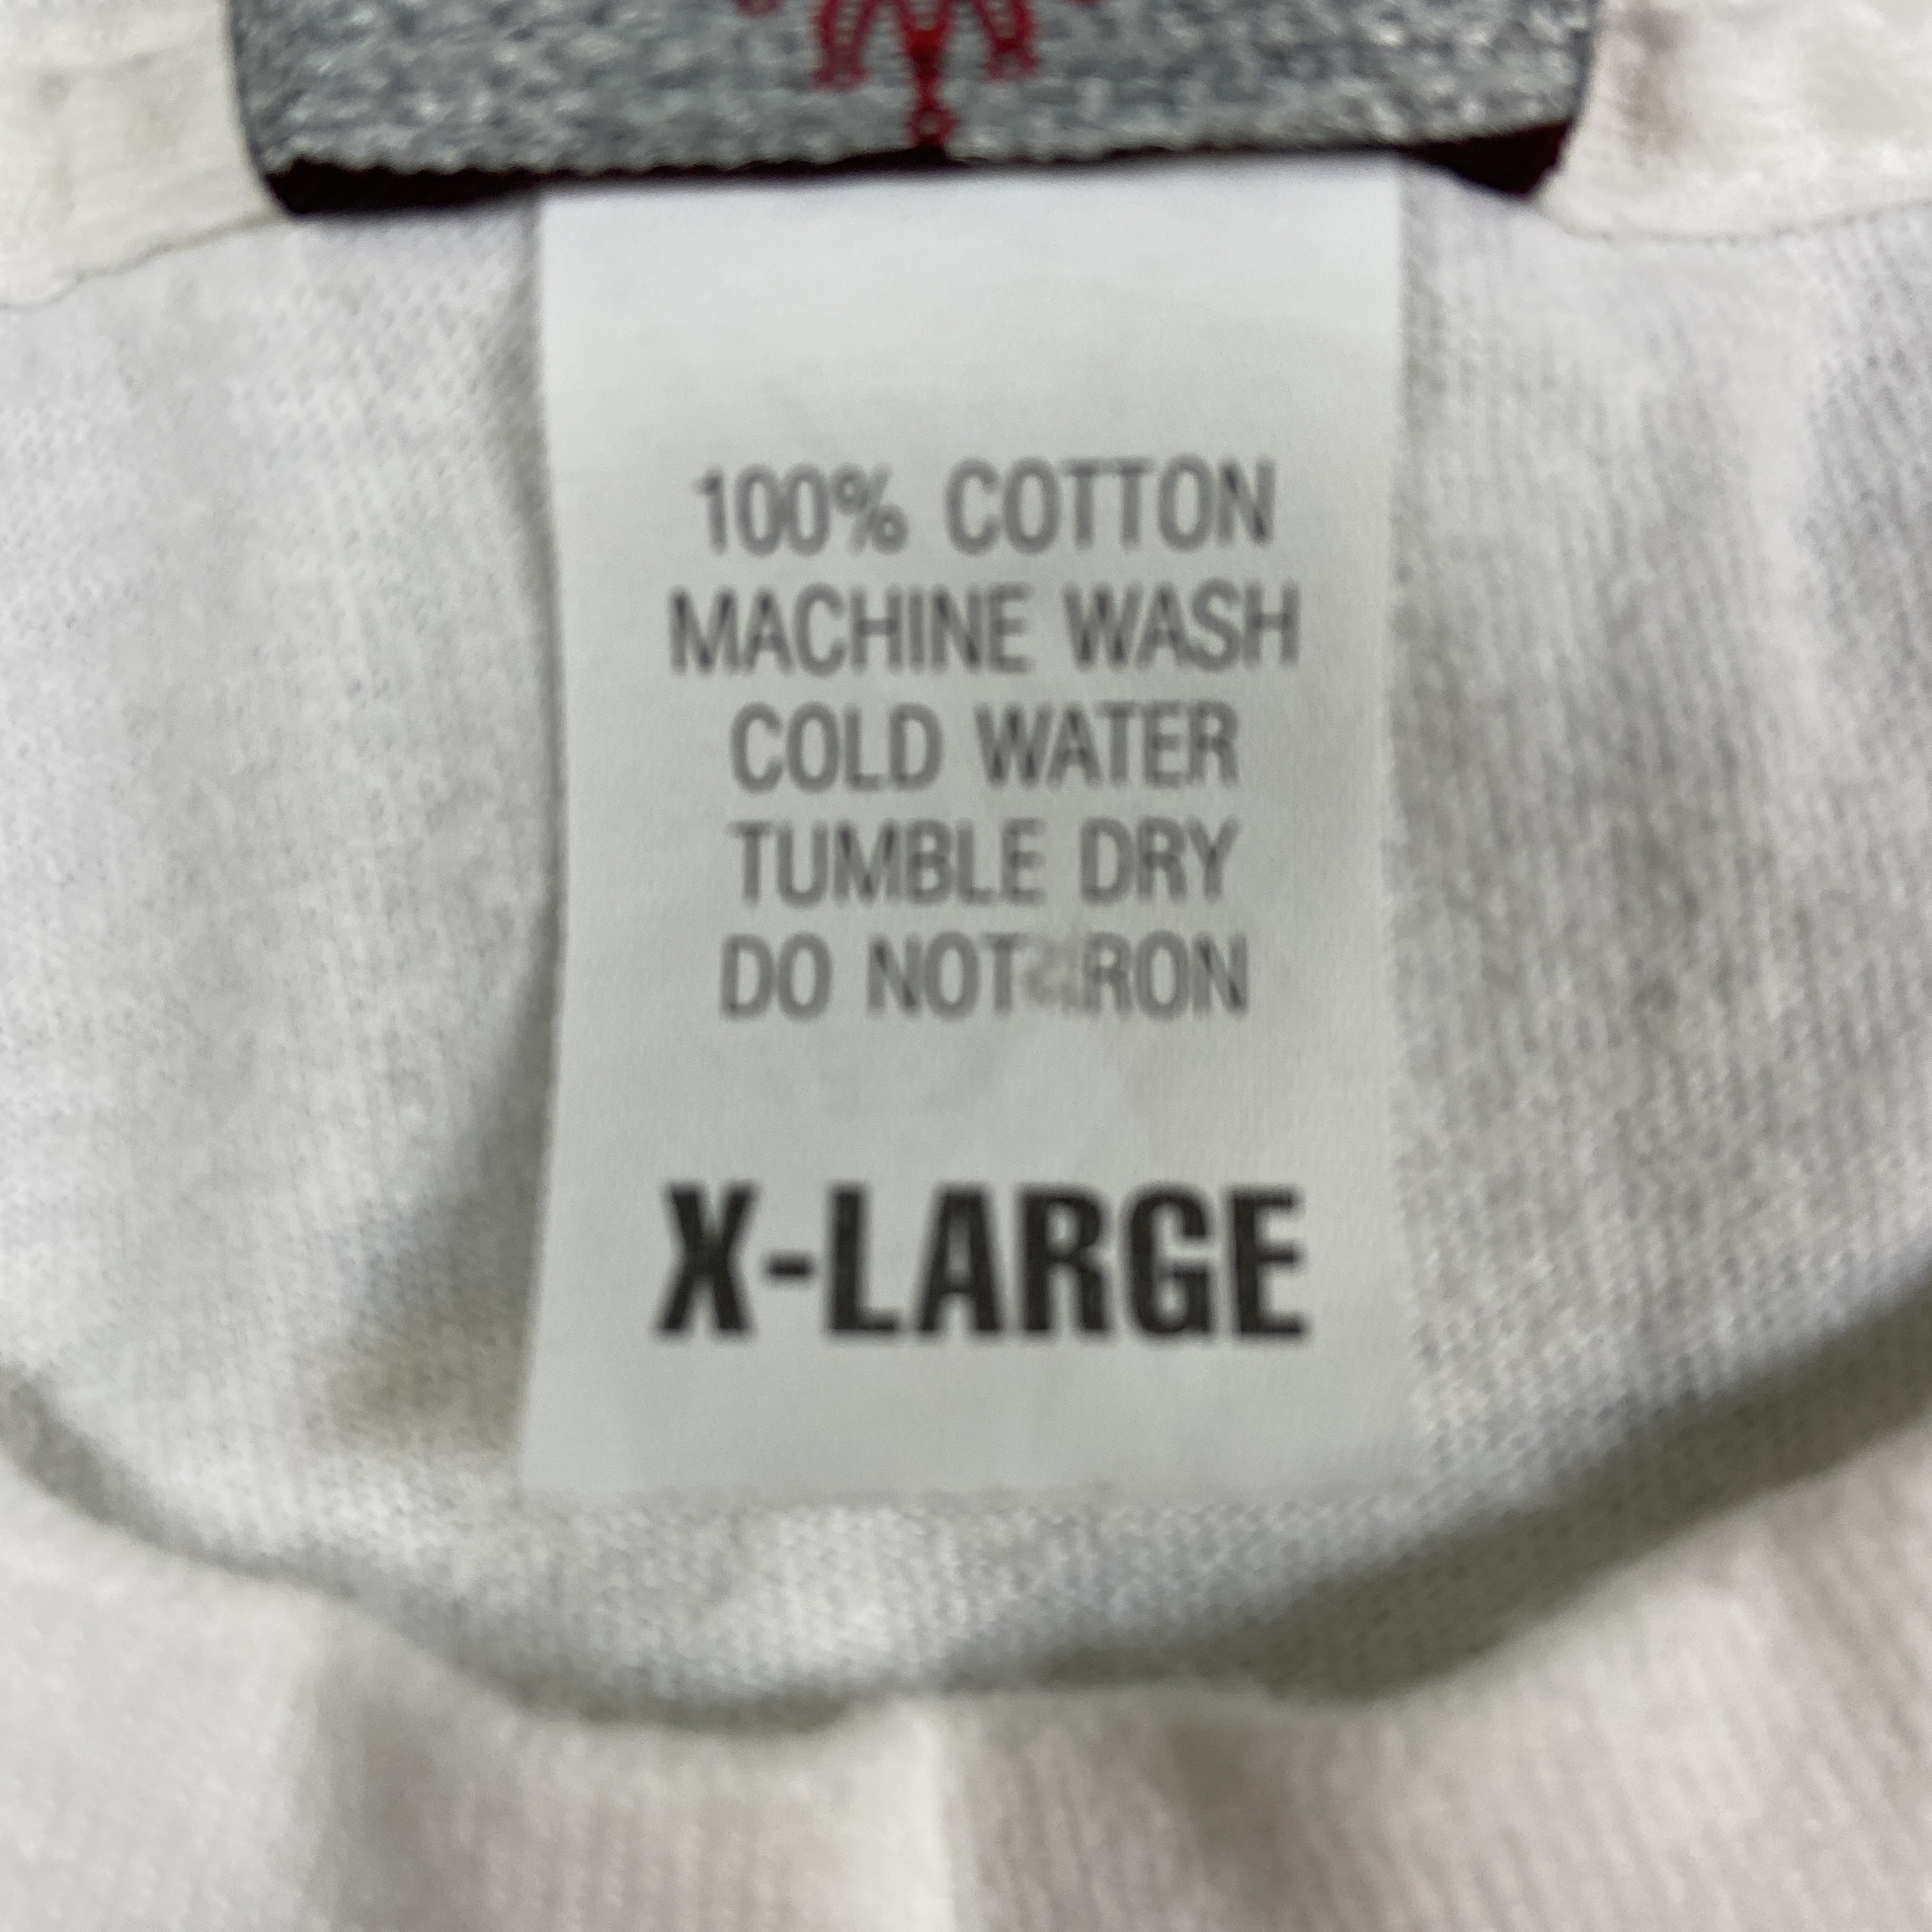 100% COTTON
MACHINE WASH
COLD WATER
TUMBLE DRY
DO NOT IRON
X-LARGE